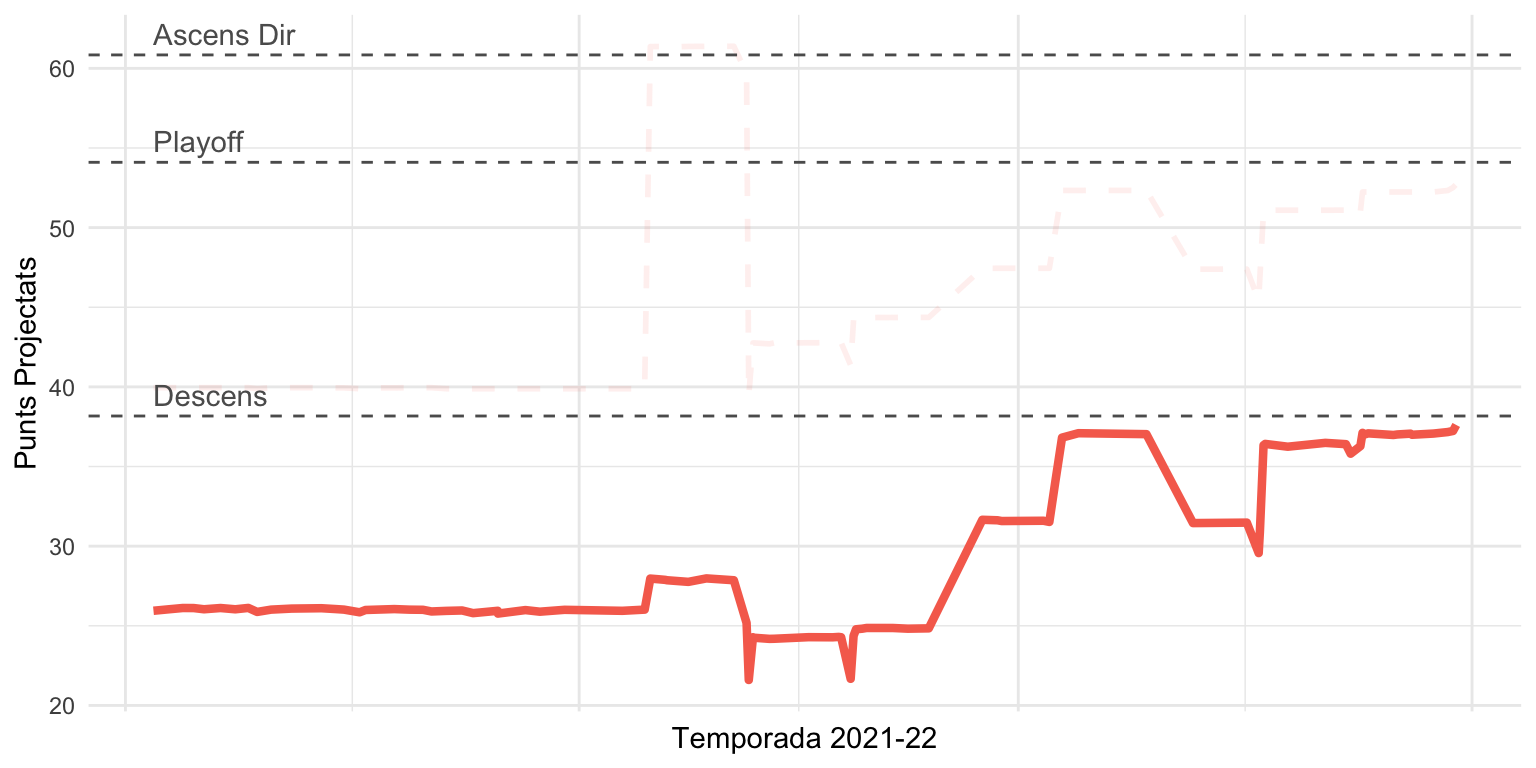 Ascens Dir
60
Playoff
50
40
Descens
30
20
Punts Projectats
Temporada 2021-22